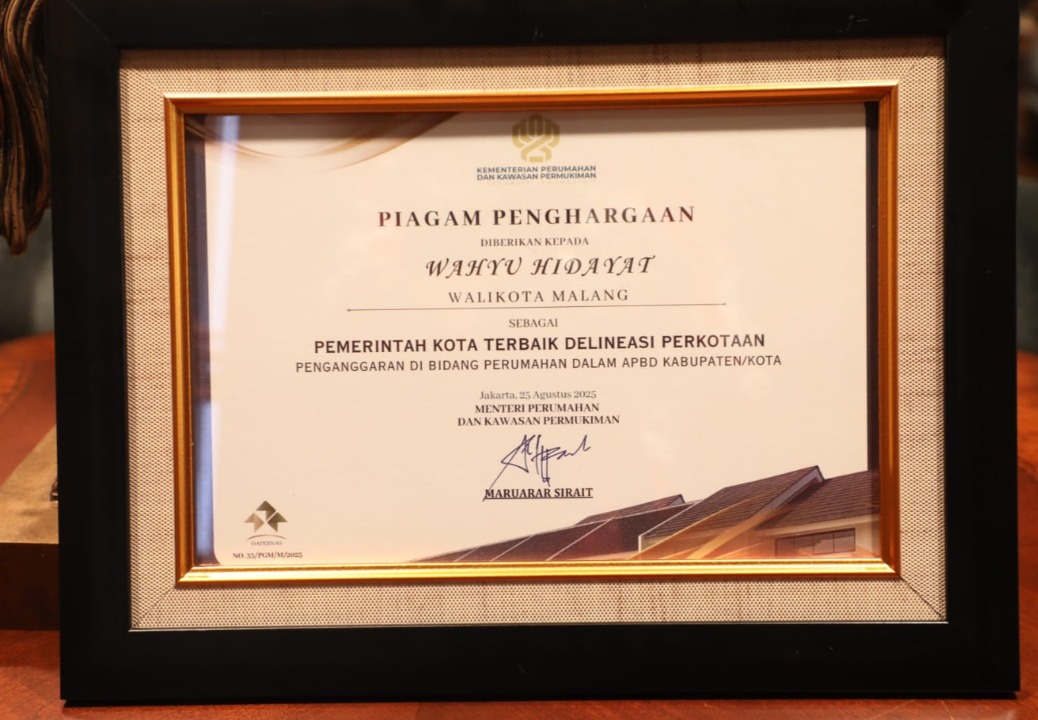 KEMENTERIAN PERUMAHAN
DAN KAWASAN PERMUKIMAN
PIAGAM PENGHARGAAN
DIBERIKAN KEPADA
WAHYU HIDAYAT
WALIKOTA MALANG
SEBAGAI
PEMERINTAH KOTA TERBAIK DELINEASI PERKOTAAN
PENGANGGARAN DI BIDANG PERUMAHAN DALAM APBD KABUPATEN/KOTA
Jakarta, 25 Agustus 2025
MENTERI PERUMAHAN
DAN KAWASAN PERMUKIMAN
MARUARAR SIRAIT
HAPERNAS
NO. 33/PGM/M/2025